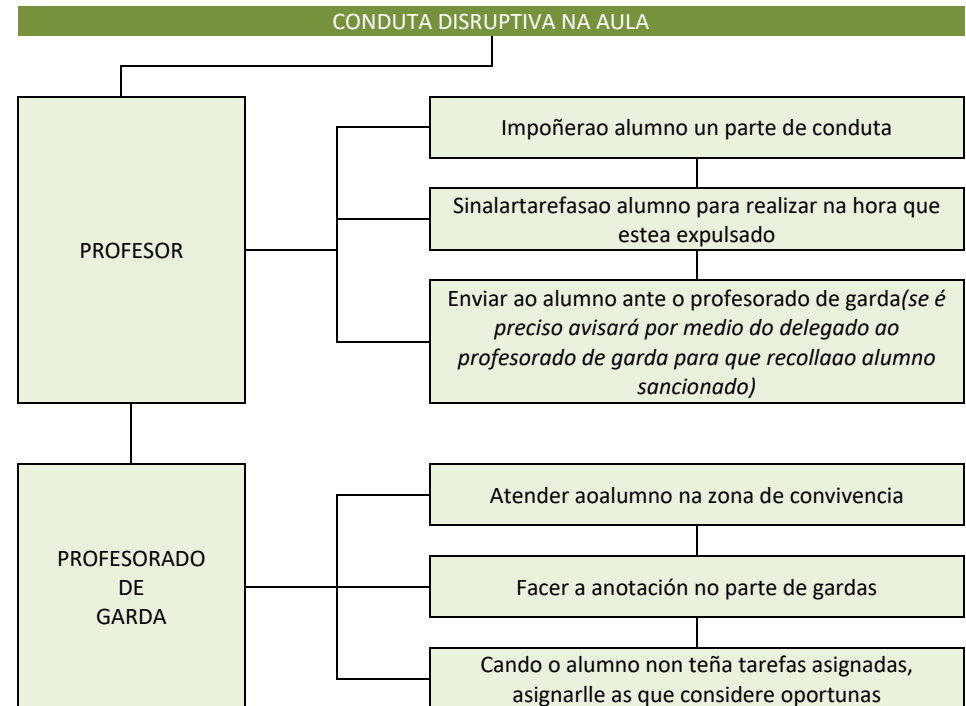 CONDUTA DISRUPTIVA NA AULA
PROFESOR
Impoñerao alumno un parte de conduta
Sinalartarefasao alumno para realizar na hora que
estea expulsado
Enviar ao alumno ante o profesorado de garda(se é
preciso avisará por medio do delegado ao
profesorado de garda para que recollaao alumno
sancionado)
PROFESORADO
DE
GARDA
Atender aoalumno na zona de convivencia
Facer a anotación no parte de gardas
Cando o alumno non teña tarefas asignadas,
asignarlle as que considere oportunas